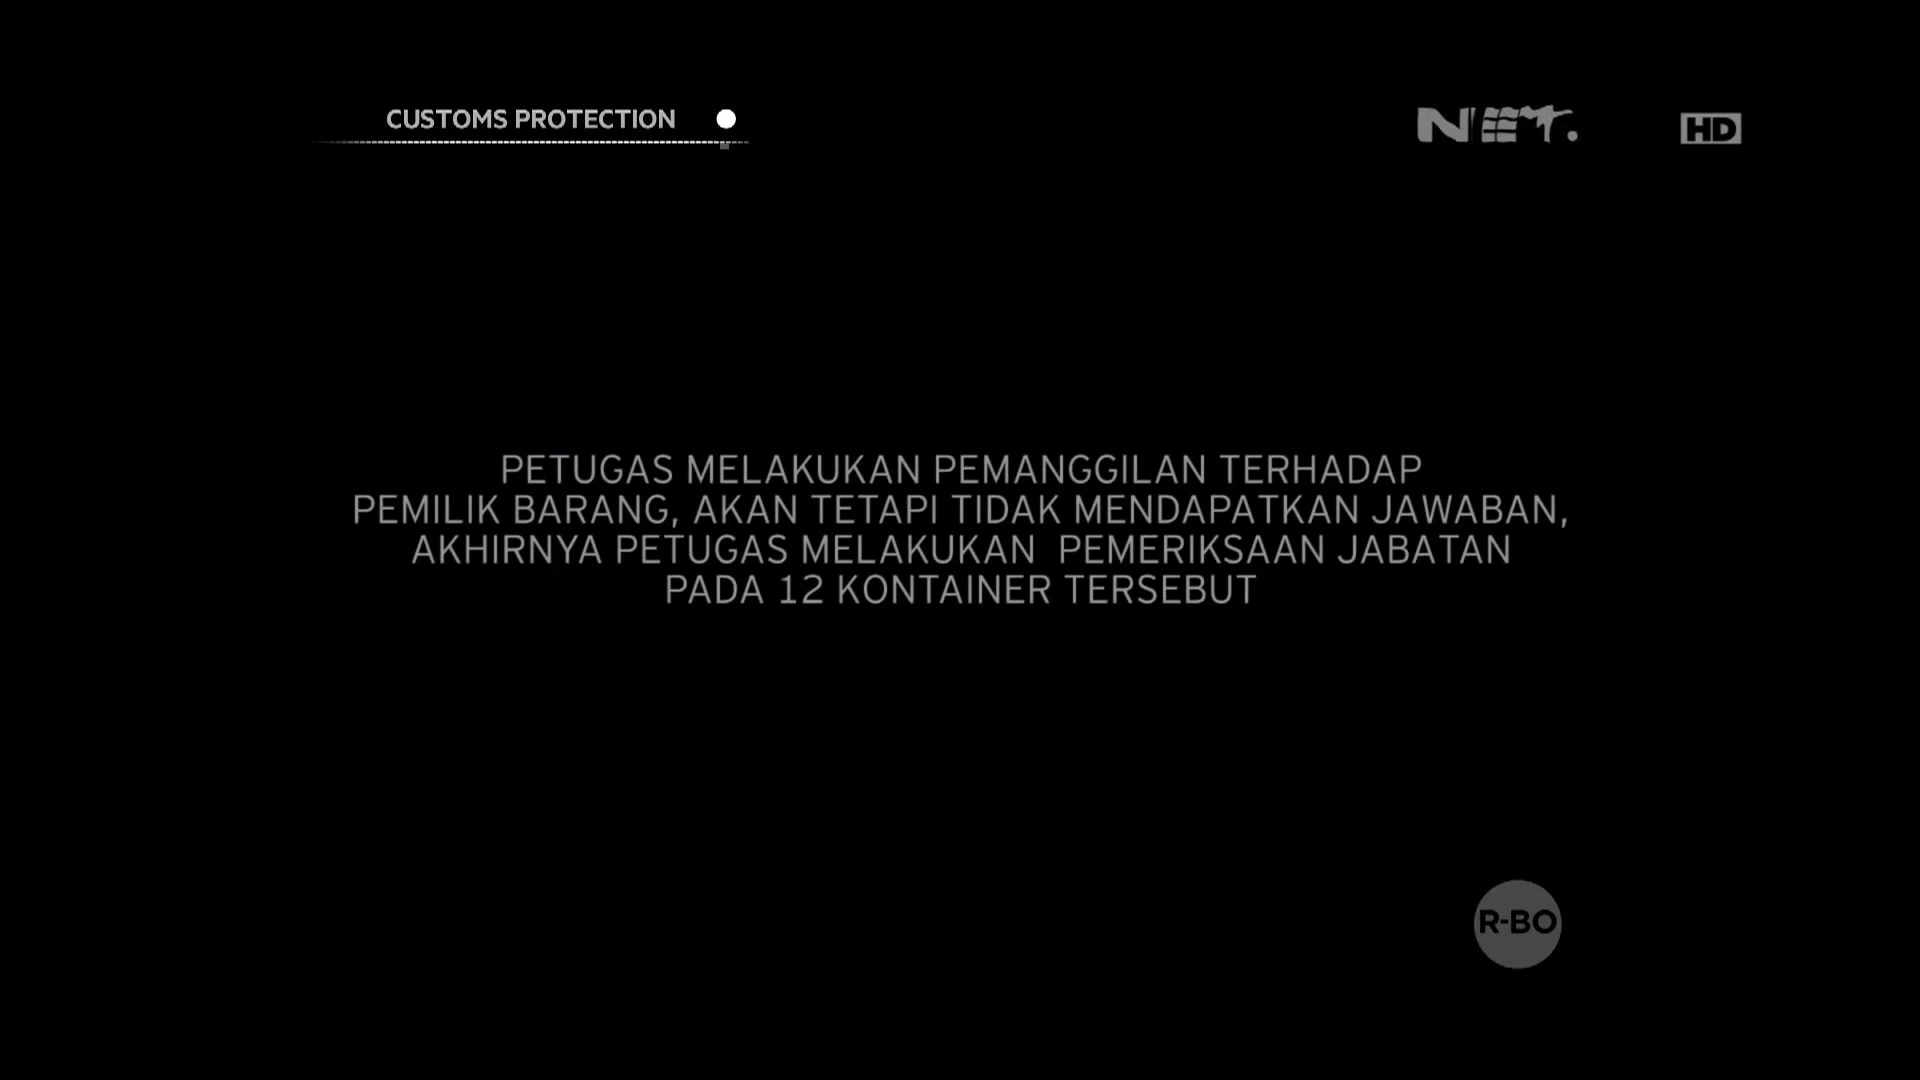 CUSTOMS PROTECTION
NET.
HD
PETUGAS MELAKUKAN PEMANGGILAN TERHADAP
PEMILIK BARANG, AKAN TETAPI TIDAK MENDAPATKAN JAWABAN,
AKHIRNYA PETUGAS MELAKUKAN PEMERIKSAAN JABATAN
PADA 12 KONTAINER TERSEBUT
R-BO